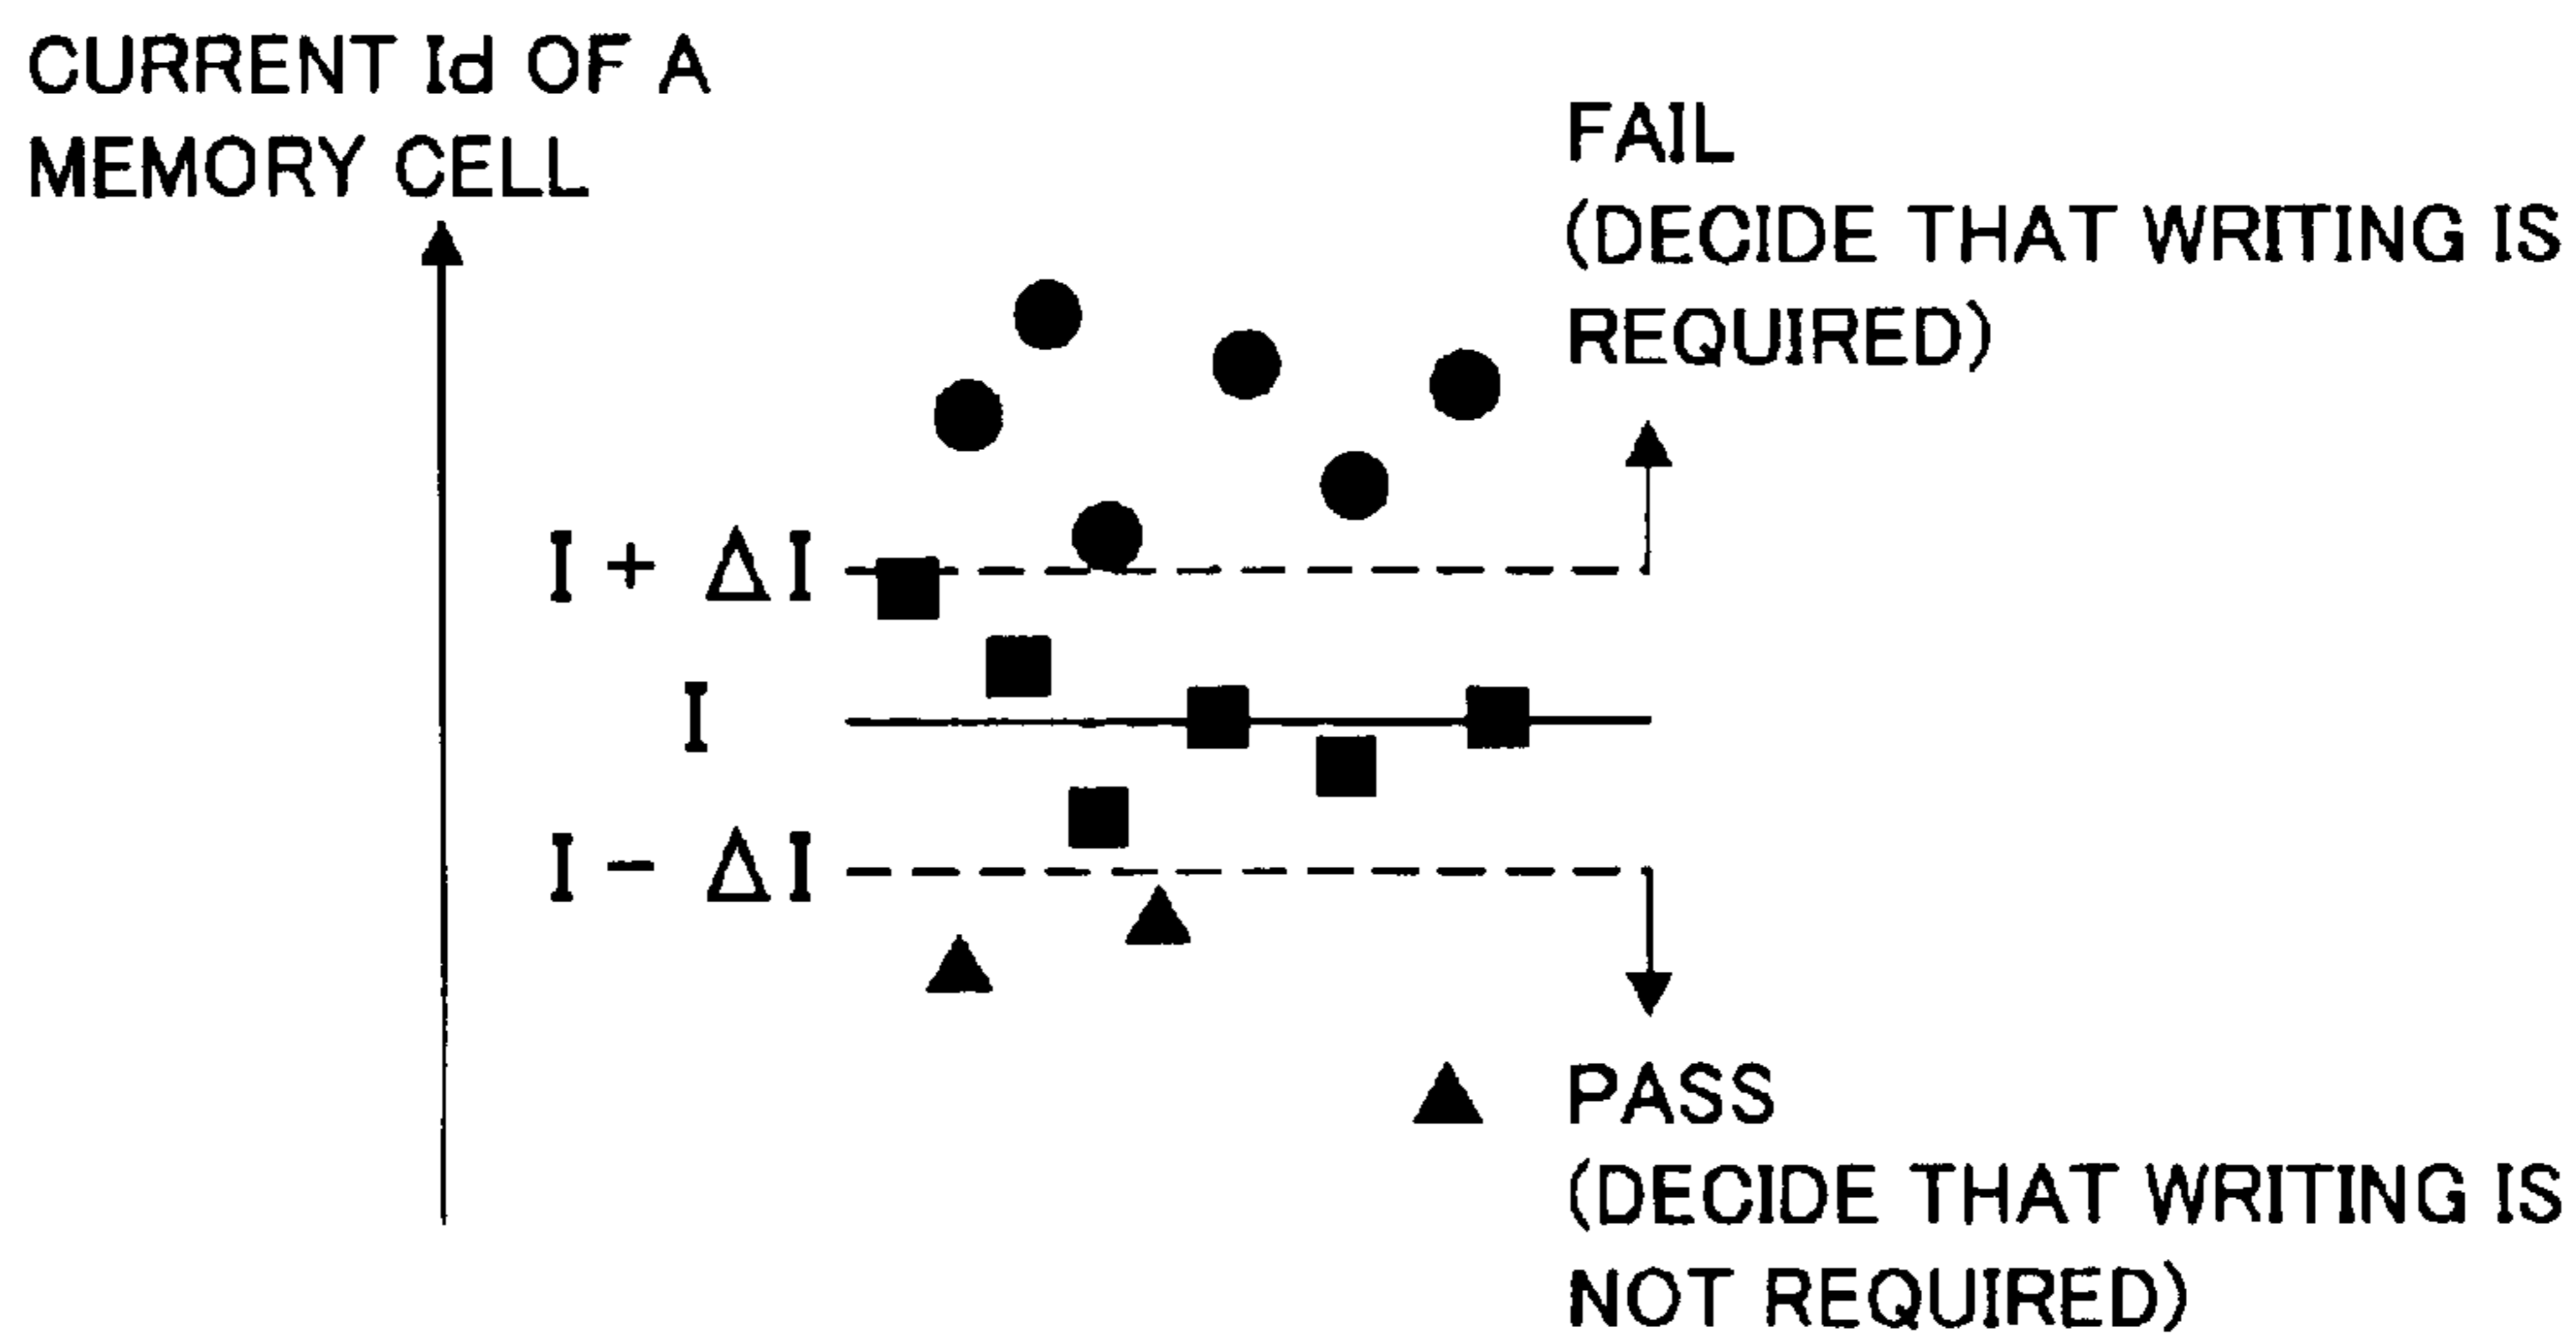 CURRENT Id OF A
MEMORY CELL
FAIL
(DECIDE THAT WRITING IS
REQUIRED)
I + ΔI
I
I - ΔI
PASS
(DECIDE THAT WRITING IS
NOT REQUIRED)